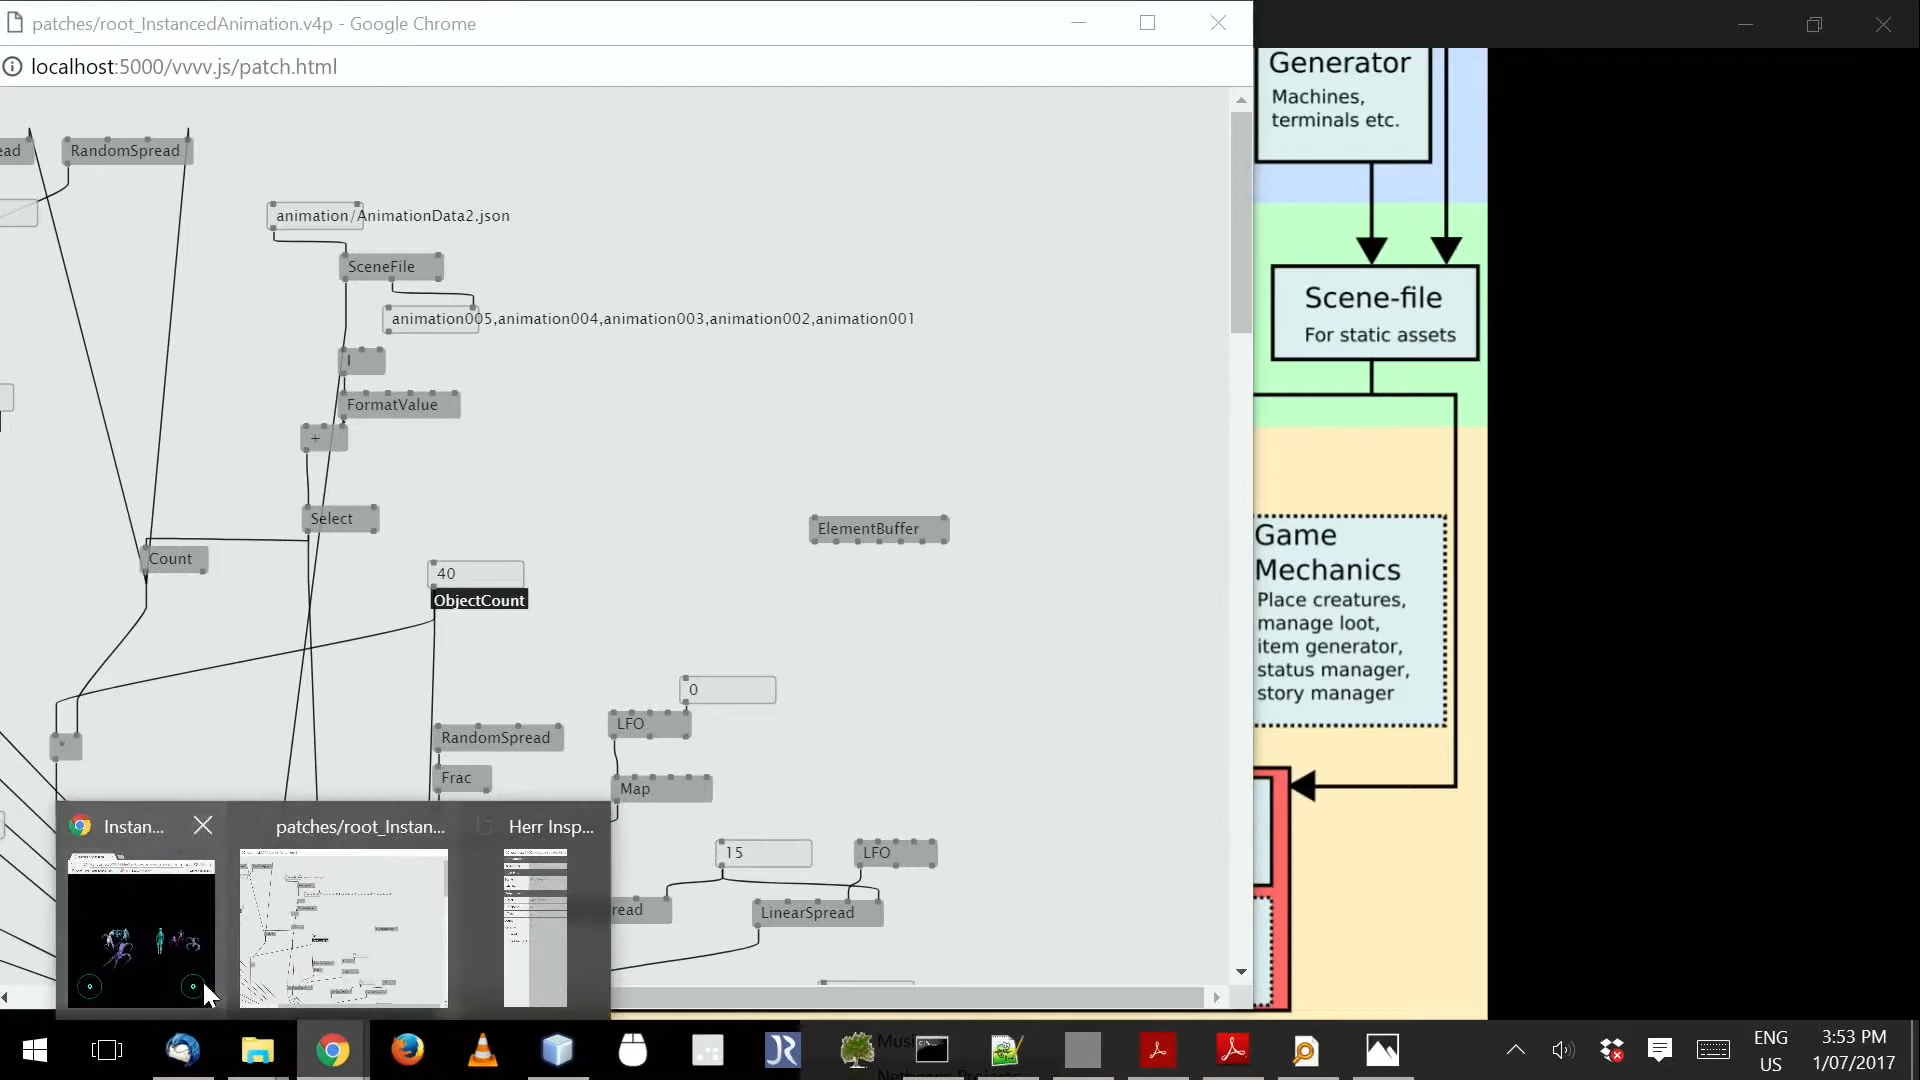 patches/root_InstancedAnimation.v4p - Google Chrome
localhost:5000/vvvv.js/patch.html
ead
RandomSpread
animation/AnimationData2.json
SceneFile
animation005,animation004,animation003,animation002,animation001
I
FormatValue
+
Select
Count
ElementBuffer
40
ObjectCount
0
LFO
*
RandomSpread
Frac
Map
15
LFO
read
LinearSpread
Instan...
patches/root_Instan...
Herr Insp...
Generator
Machines,
terminals etc.
Scene-file
For static assets
Game
Mechanics
Place creatures,
manage loot,
item generator,
status manager,
story manager
ENG
US
3:53 PM
1/07/2017